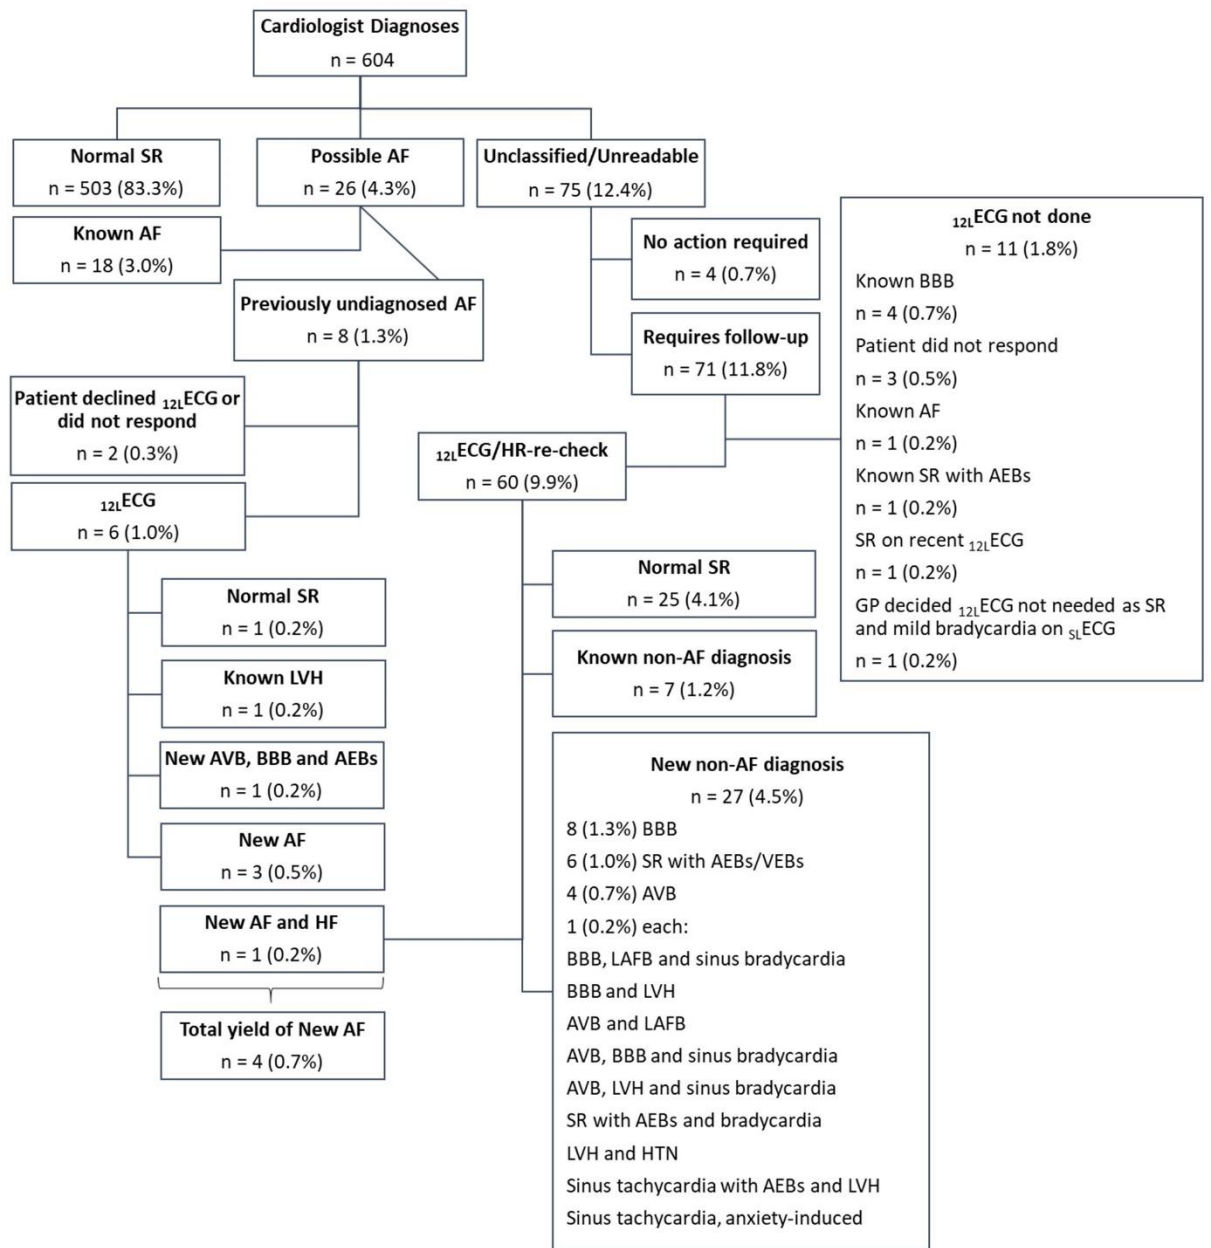 Cardiologist Diagnoses
n = 604
Normal SR
n = 503 (83.3%)
Possible AF
n = 26 (4.3%)
Unclassified/Unreadable
n = 75 (12.4%)
Known AF
n = 18 (3.0%)
Previously undiagnosed AF
n = 8 (1.3%)
Patient declined 12LECG or
did not respond
n = 2 (0.3%)
12LECG
n = 6 (1.0%)
Normal SR
n = 1 (0.2%)
Known LVH
n = 1 (0.2%)
New AVB, BBB and AEBs
n = 1 (0.2%)
New AF
n = 3 (0.5%)
New AF and HF
n = 1 (0.2%)
Total yield of New AF
n = 4 (0.7%)
No action required
n = 4 (0.7%)
Requires follow-up
n = 71 (11.8%)
12LECG/HR-re-check
n = 60 (9.9%)
Normal SR
n = 25 (4.1%)
Known non-AF diagnosis
n = 7 (1.2%)
New non-AF diagnosis
n = 27 (4.5%)
8 (1.3%) BBB
6 (1.0%) SR with AEBs/VEBs
4 (0.7%) AVB
1 (0.2%) each:
BBB, LAFB and sinus bradycardia
BBB and LVH
AVB and LAFB
AVB, BBB and sinus bradycardia
AVB, LVH and sinus bradycardia
SR with AEBs and bradycardia
LVH and HTN
Sinus tachycardia with AEBs and LVH
Sinus tachycardia, anxiety-induced
12LECG not done
n = 11 (1.8%)
Known BBB
n = 4 (0.7%)
Patient did not respond
n = 3 (0.5%)
Known AF
n = 1 (0.2%)
Known SR with AEBs
n = 1 (0.2%)
SR on recent 12LECG
n = 1 (0.2%)
GP decided 12LECG not needed as SR
and mild bradycardia on SLECG
n = 1 (0.2%)